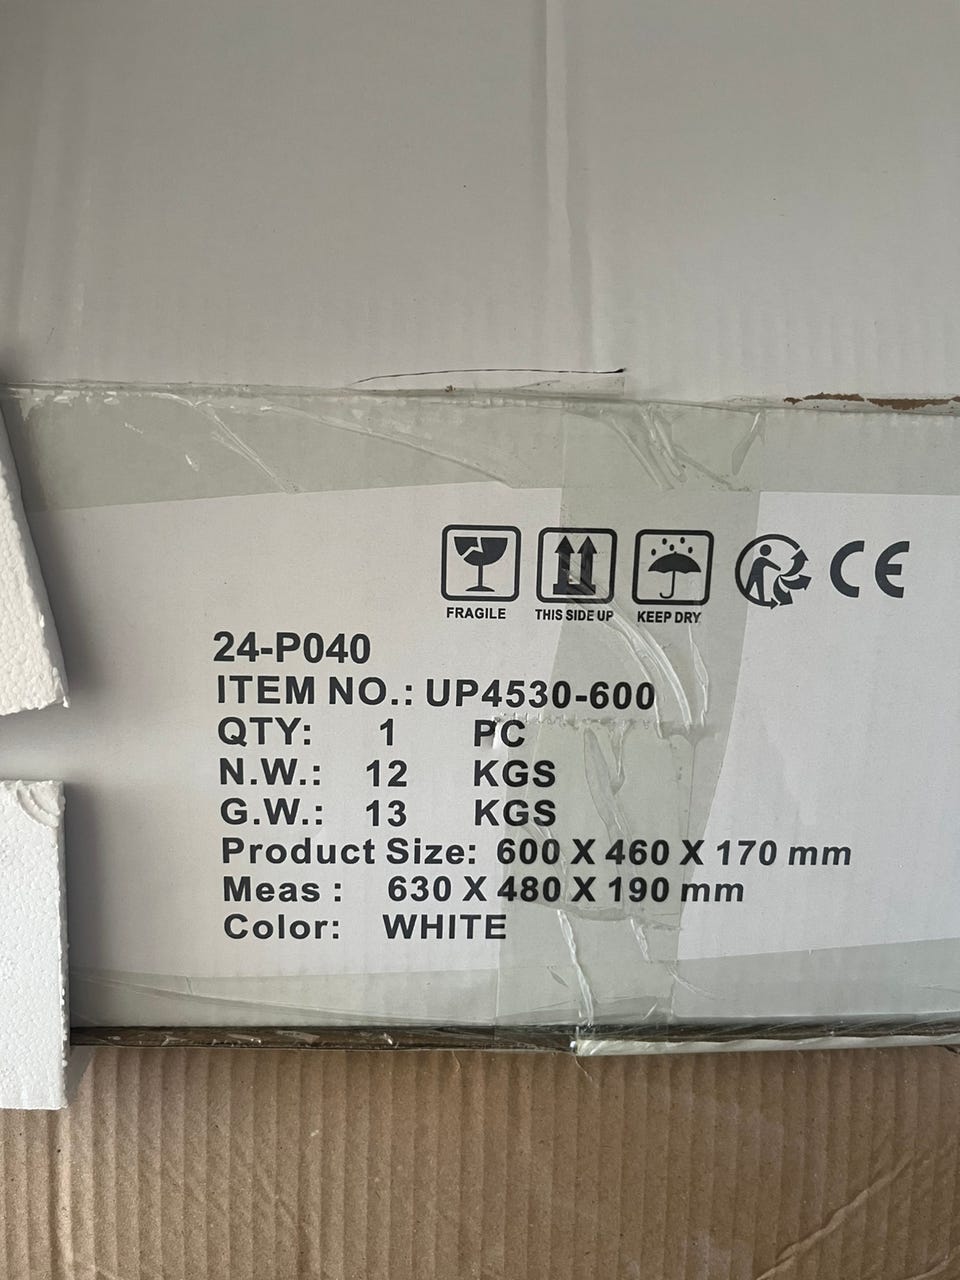 FRAGILE THIS SIDE UP KEEP DRY CE
24-P040
ITEM NO.: UP4530-600
QTY: 1 PC
N.W.: 12 KGS
G.W.: 13 KGS
Product Size: 600 X 460 X 170 mm
Meas : 630 X 480 X 190 mm
Color: WHITE